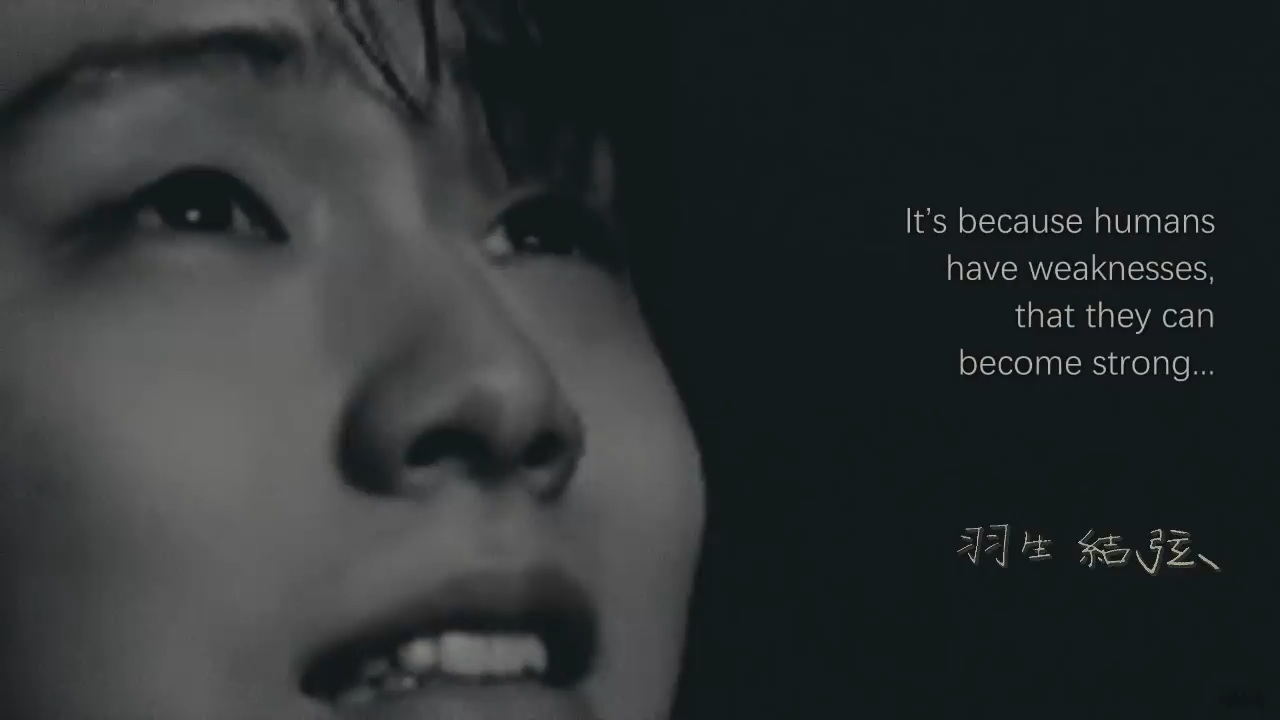 It’s because humans
have weaknesses,
that they can
become strong...
羽生 結弦